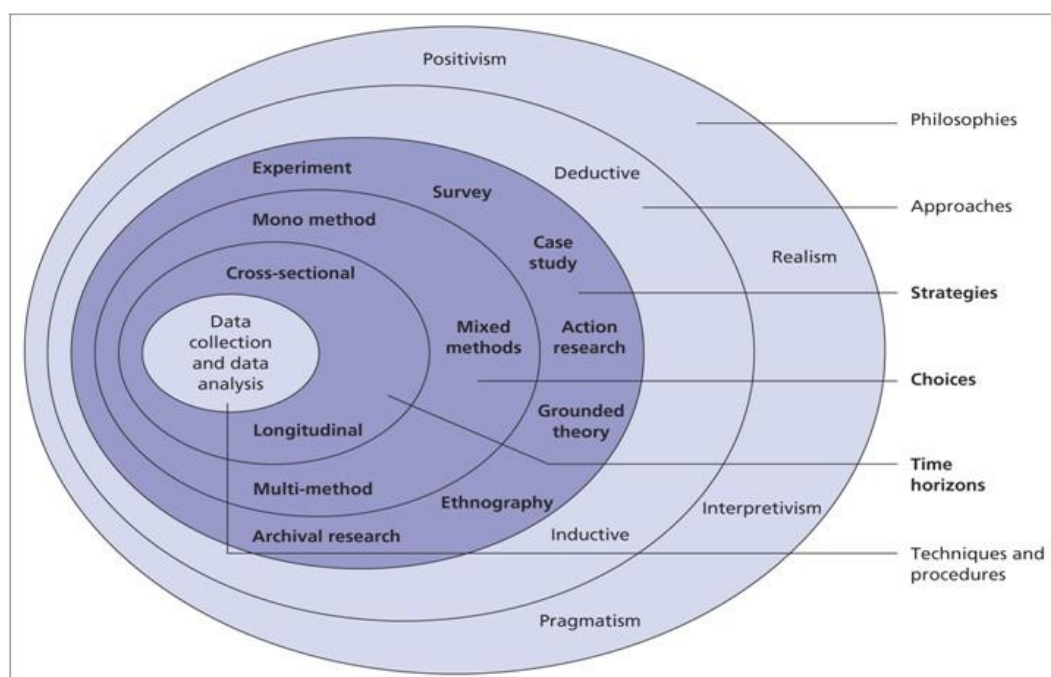 Positivism
Philosophies
Deductive
Approaches
Realism
Experiment
Survey
Strategies
Mono method
Case
study
Cross-sectional
Data
collection
and data
analysis
Mixed
methods
Action
research
Choices
Longitudinal
Grounded
theory
Time
horizons
Multi-method
Ethnography
Interpretivism
Archival research
Inductive
Techniques and
procedures
Pragmatism